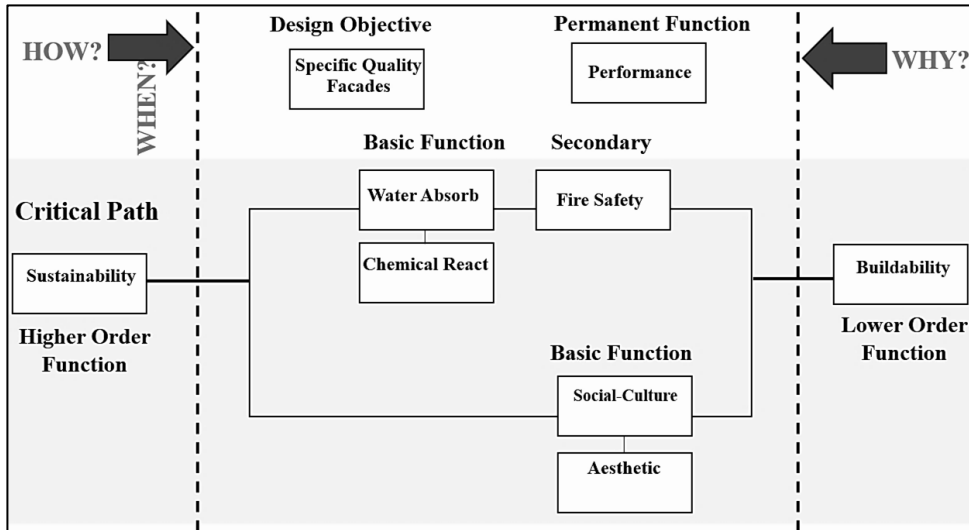 HOW?
WHEN?
Design Objective
Specific Quality
Facades
Permanent Function
Performance
WHY?
Basic Function
Secondary
Water Absorb
Fire Safety
Chemical React
Critical Path
Sustainability
Higher Order
Function
Buildability
Lower Order
Function
Basic Function
Social-Culture
Aesthetic